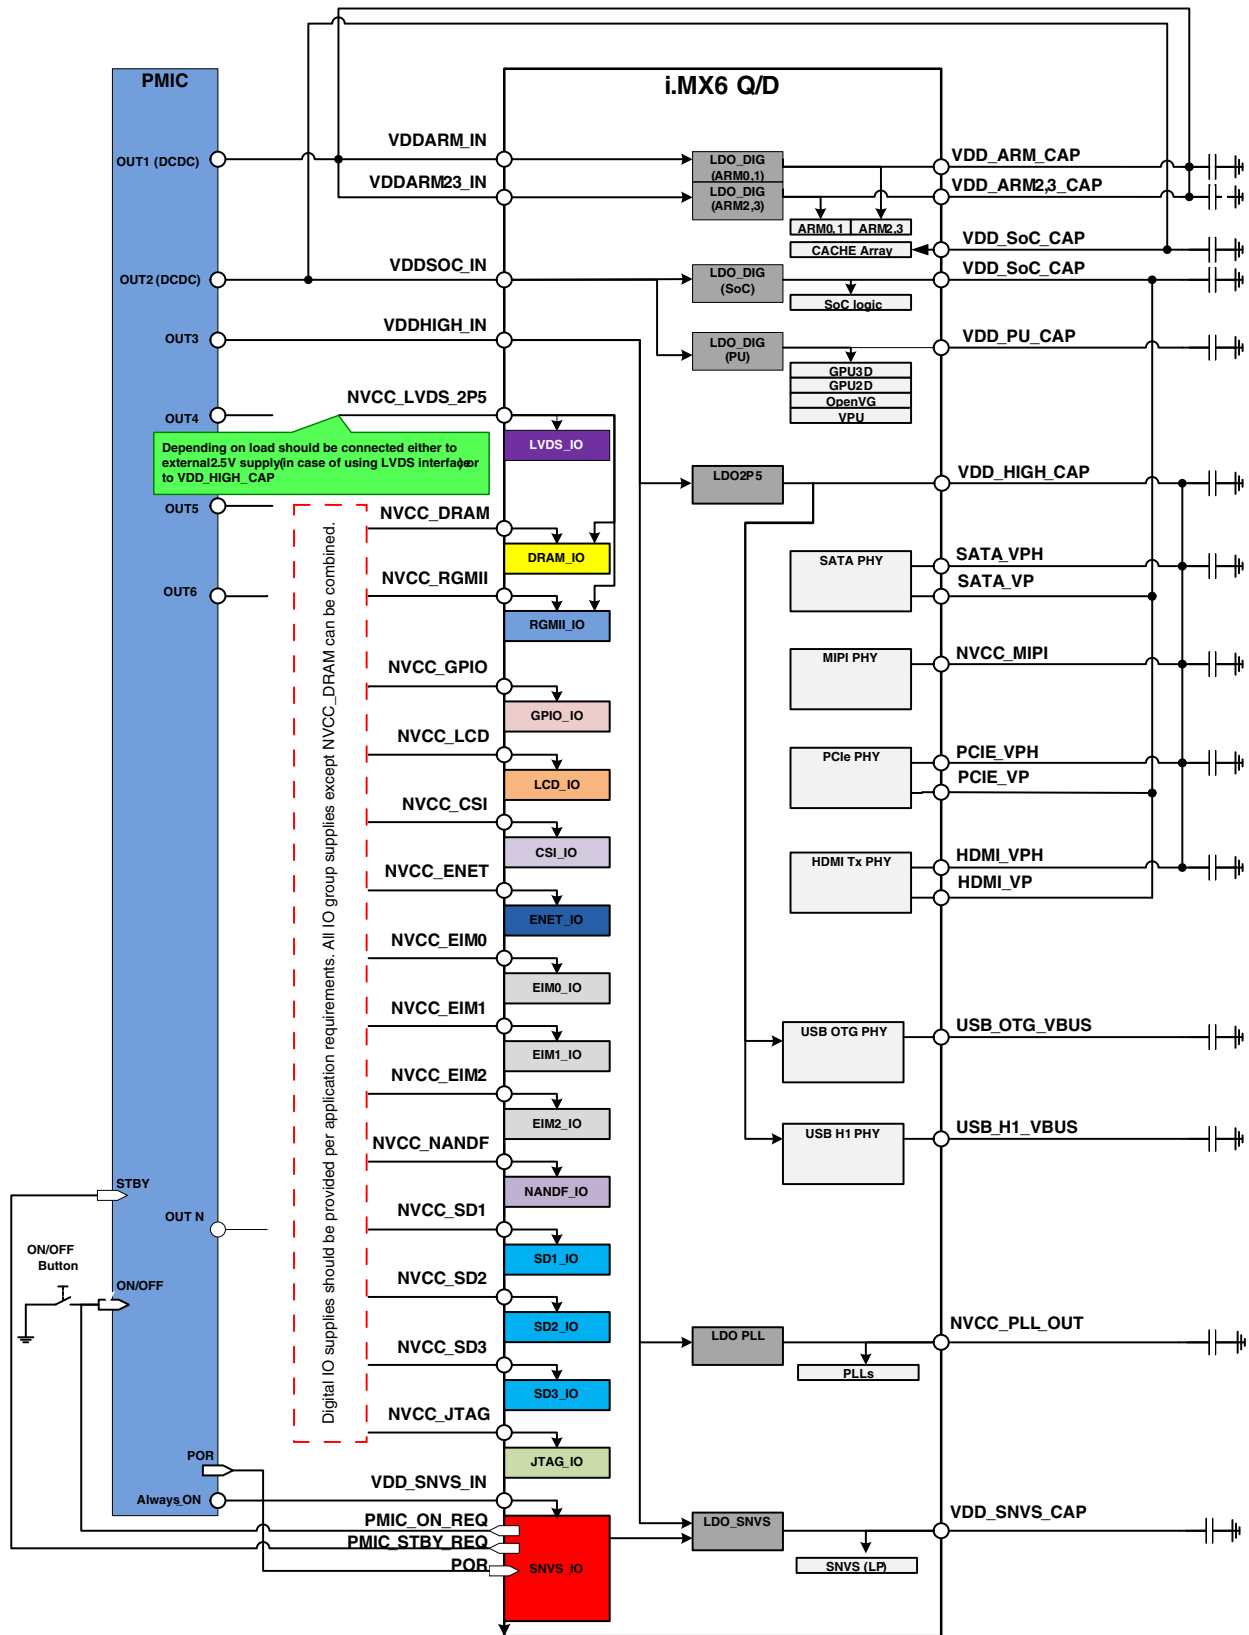 PMIC
i.MX6 Q/D
OUT1 (DCDC)
VDDARM_IN
LDO_DIG
(ARM0,1)
VDD_ARM_CAP
VDDARM23_IN
LDO_DIG
(ARM2,3)
VDD_ARM2,3_CAP
ARM0,1
ARM2,3
CACHE Array
VDD_SoC_CAP
OUT2 (DCDC)
VDDSOC_IN
LDO_DIG
(SoC)
VDD_SoC_CAP
SoC logic
OUT3
VDDHIGH_IN
LDO_DIG
(PU)
VDD_PU_CAP
GPU3D
GPU2D
OpenVG
VPU
OUT4
NVCC_LVDS_2P5
LVDS_IO
Depending on load should be connected either to
external2.5V supply(in case of using LVDS interface)or
to VDD_HIGH_CAP
LDO2P5
VDD_HIGH_CAP
OUT5
NVCC_DRAM
DRAM_IO
SATA PHY
SATA_VPH
SATA_VP
OUT6
NVCC_RGMII
RGMII_IO
Digital IO supplies should be provided per application requirements. All IO group supplies except NVCC_DRAM can be combined.
MIPI PHY
NVCC_MIPI
NVCC_GPIO
GPIO_IO
NVCC_LCD
LCD_IO
PCIe PHY
PCIE_VPH
PCIE_VP
NVCC_CSI
CSI_IO
HDMI Tx PHY
HDMI_VPH
HDMI_VP
NVCC_ENET
ENET_IO
NVCC_EIM0
EIM0_IO
NVCC_EIM1
EIM1_IO
USB OTG PHY
USB_OTG_VBUS
NVCC_EIM2
EIM2_IO
USB H1 PHY
USB_H1_VBUS
NVCC_NANDF
NANDF_IO
STBY
OUT N
NVCC_SD1
SD1_IO
ON/OFF
Button
ON/OFF
NVCC_SD2
SD2_IO
LDO PLL
NVCC_PLL_OUT
PLLs
NVCC_SD3
SD3_IO
NVCC_JTAG
JTAG_IO
POR
Always_ON
VDD_SNVS_IN
PMIC_ON_REQ
PMIC_STBY_REQ
POR
SNVS_IO
LDO_SNVS
VDD_SNVS_CAP
SNVS (LP)